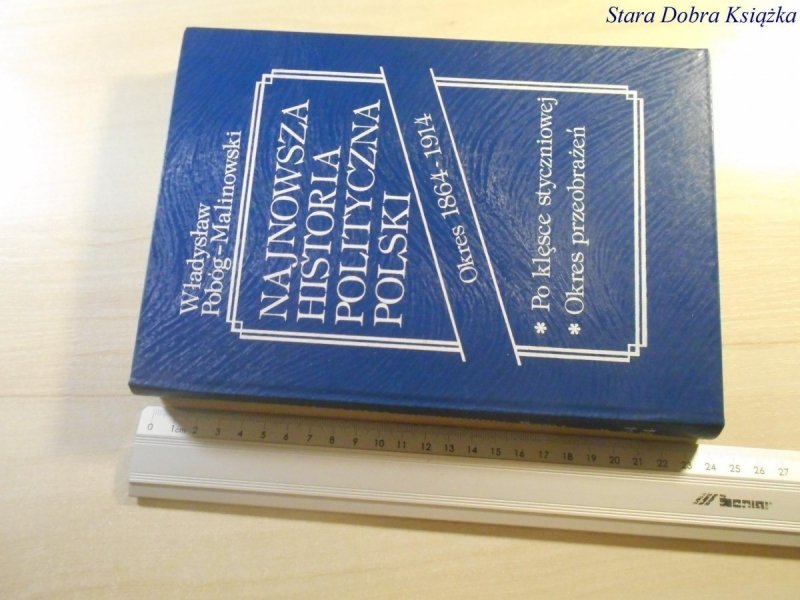 Stara Dobra Książka
Władysław
Pobóg-Malinowski
NAJNOWSZA
HISTORIA
POLITYCZNA
POLSKI
Okres 1864-1914
* Po klęsce styczniowej
* Okres przeobrażeń
0 1cm 2 3 4 5 6 7 8 9 10 11 12 13 14 15 16 17 18 19 20 21 22 23 24 25 26 27